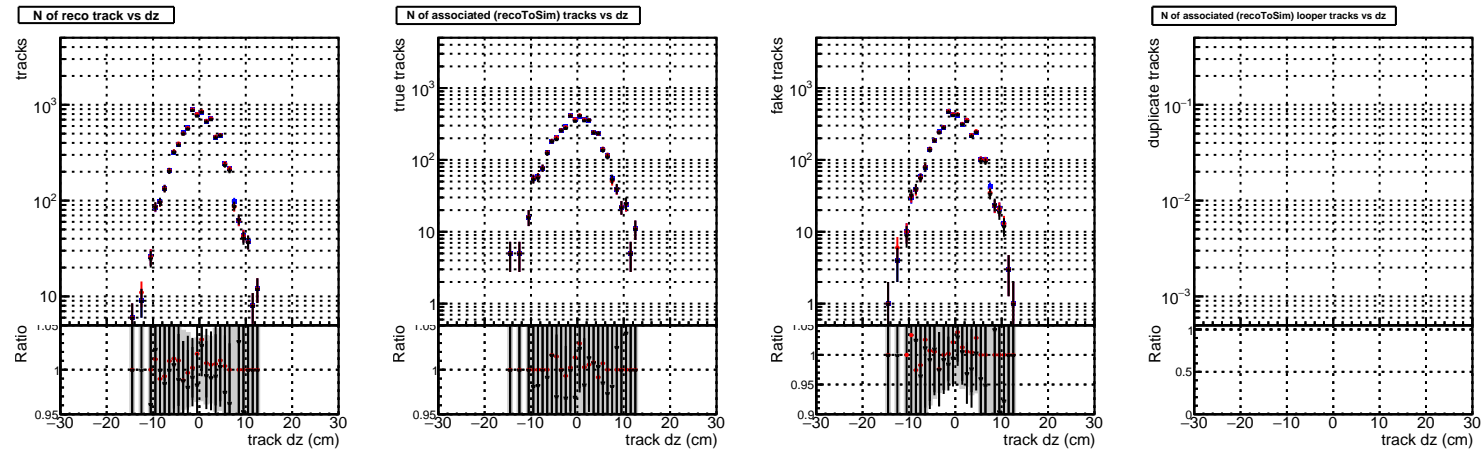 N of reco track vs dz
tracks
10³
10²
10
Ratio
1.05
1
0.95
−30 −20 −10 0 10 20 30
track dz (cm)
N of associated (recoToSim) tracks vs dz
true tracks
10³
10²
10
1
Ratio
1.05
1
0.95
−30 −20 −10 0 10 20 30
track dz (cm)
fake tracks
10³
10²
10
1
Ratio
1
0.95
0.9
−30 −20 −10 0 10 20 30
track dz (cm)
N of associated (recoToSim) looper tracks vs dz
duplicate tracks
10⁻¹
10⁻²
10⁻³
Ratio
1
0.5
0
−30 −20 −10 0 10 20 30
track dz (cm)